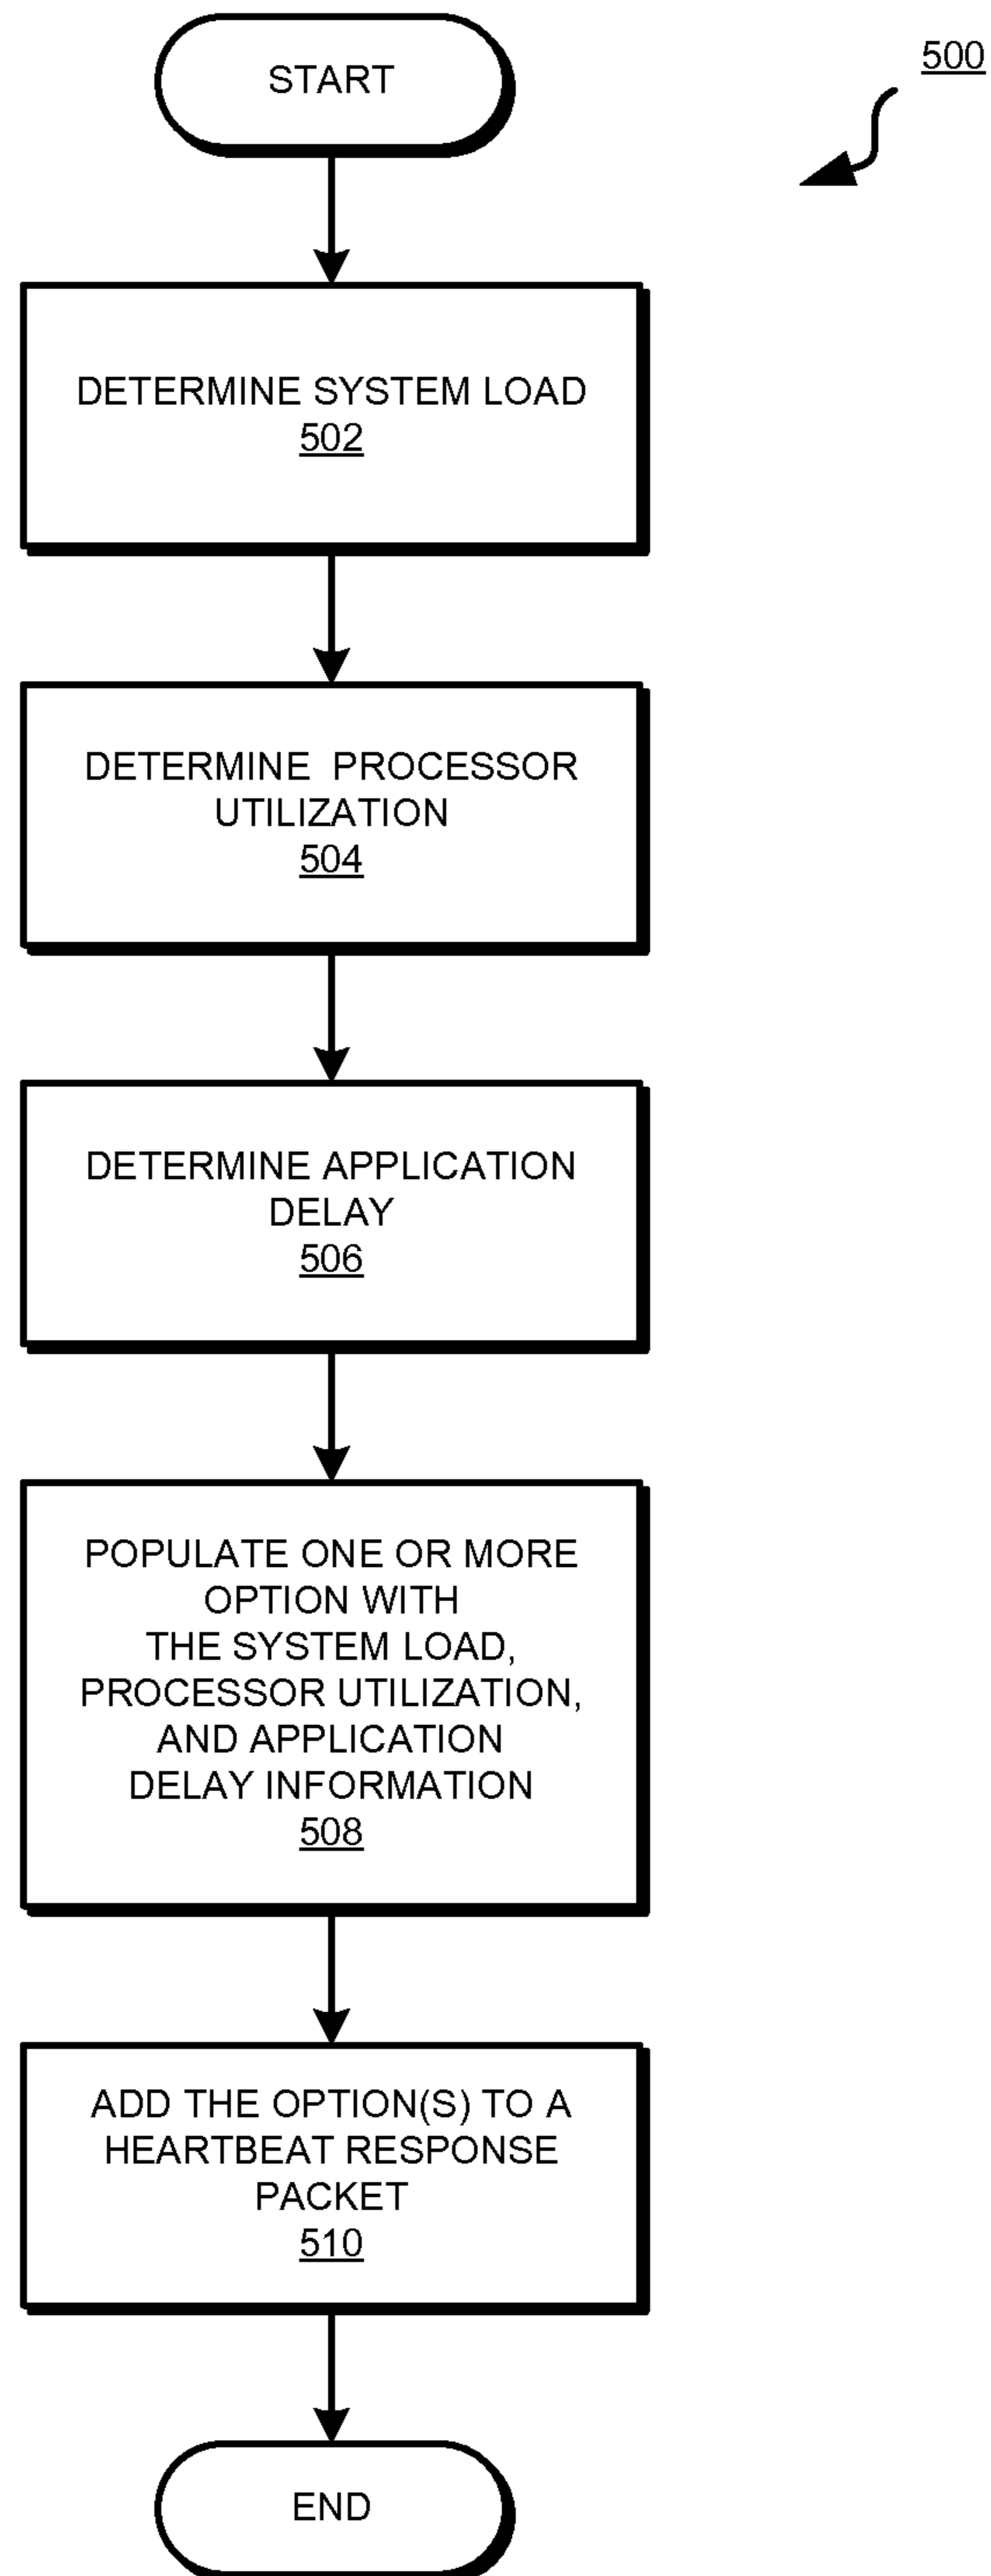 START
500
DETERMINE SYSTEM LOAD
502
DETERMINE PROCESSOR
UTILIZATION
504
DETERMINE APPLICATION
DELAY
506
POPULATE ONE OR MORE
OPTION WITH
THE SYSTEM LOAD,
PROCESSOR UTILIZATION,
AND APPLICATION
DELAY INFORMATION
508
ADD THE OPTION(S) TO A
HEARTBEAT RESPONSE
PACKET
510
END